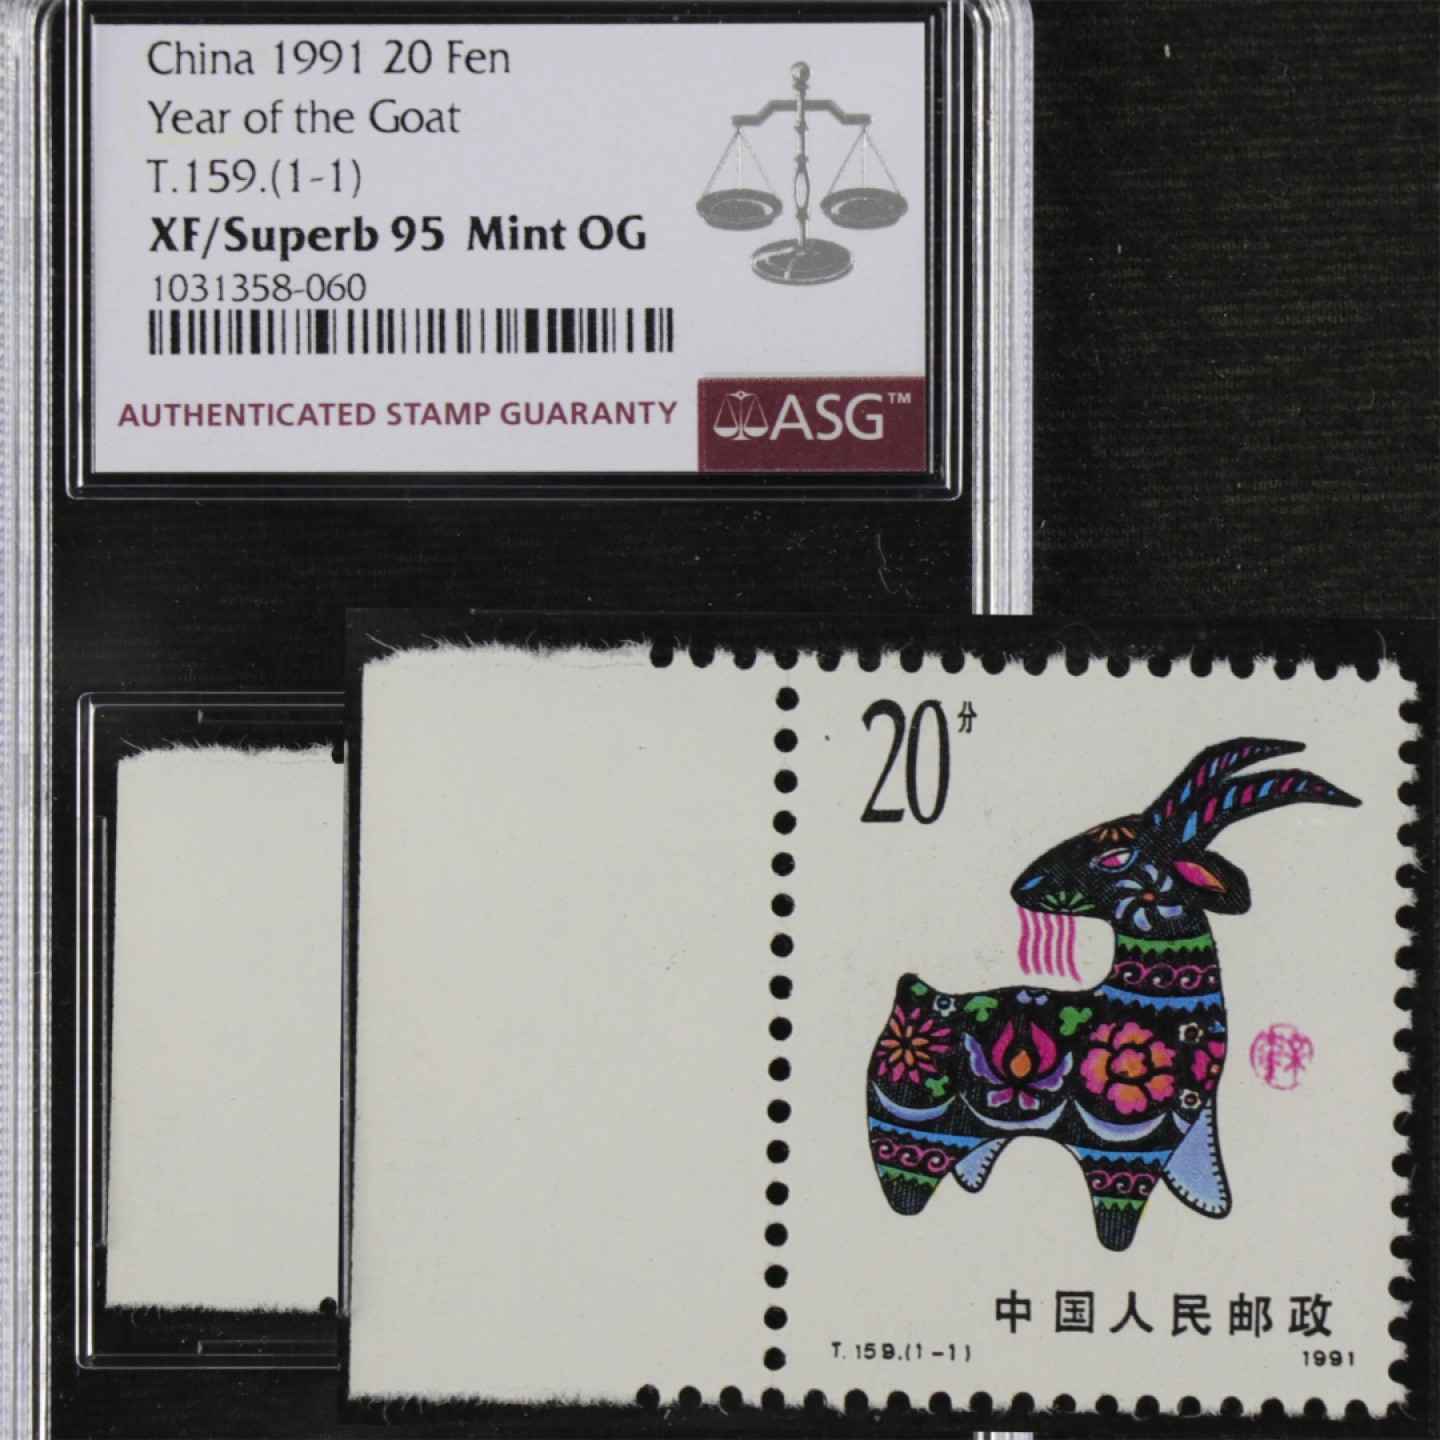 China 1991 20 Fen
Year of the Goat
T.159.(1-1)
XF/Superb 95 Mint OG
1031358-060
AUTHENTICATED STAMP GUARANTY
ASG™
20分
中国人民邮政
T.159.(1-1)
1991